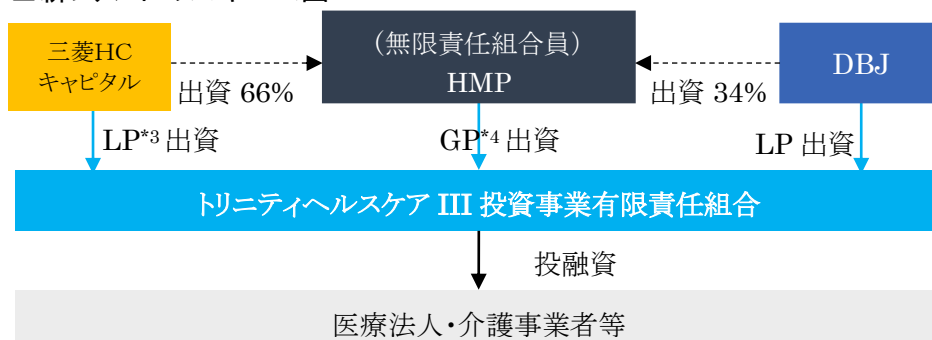 三菱HC
キャピタル
(無限責任組合員)
HMP
DBJ
出資 66%
出資 34%
LP*3 出資
GP*4 出資
LP 出資
トリニティヘルスケア III 投資事業有限責任組合
投融資
医療法人・介護事業者等